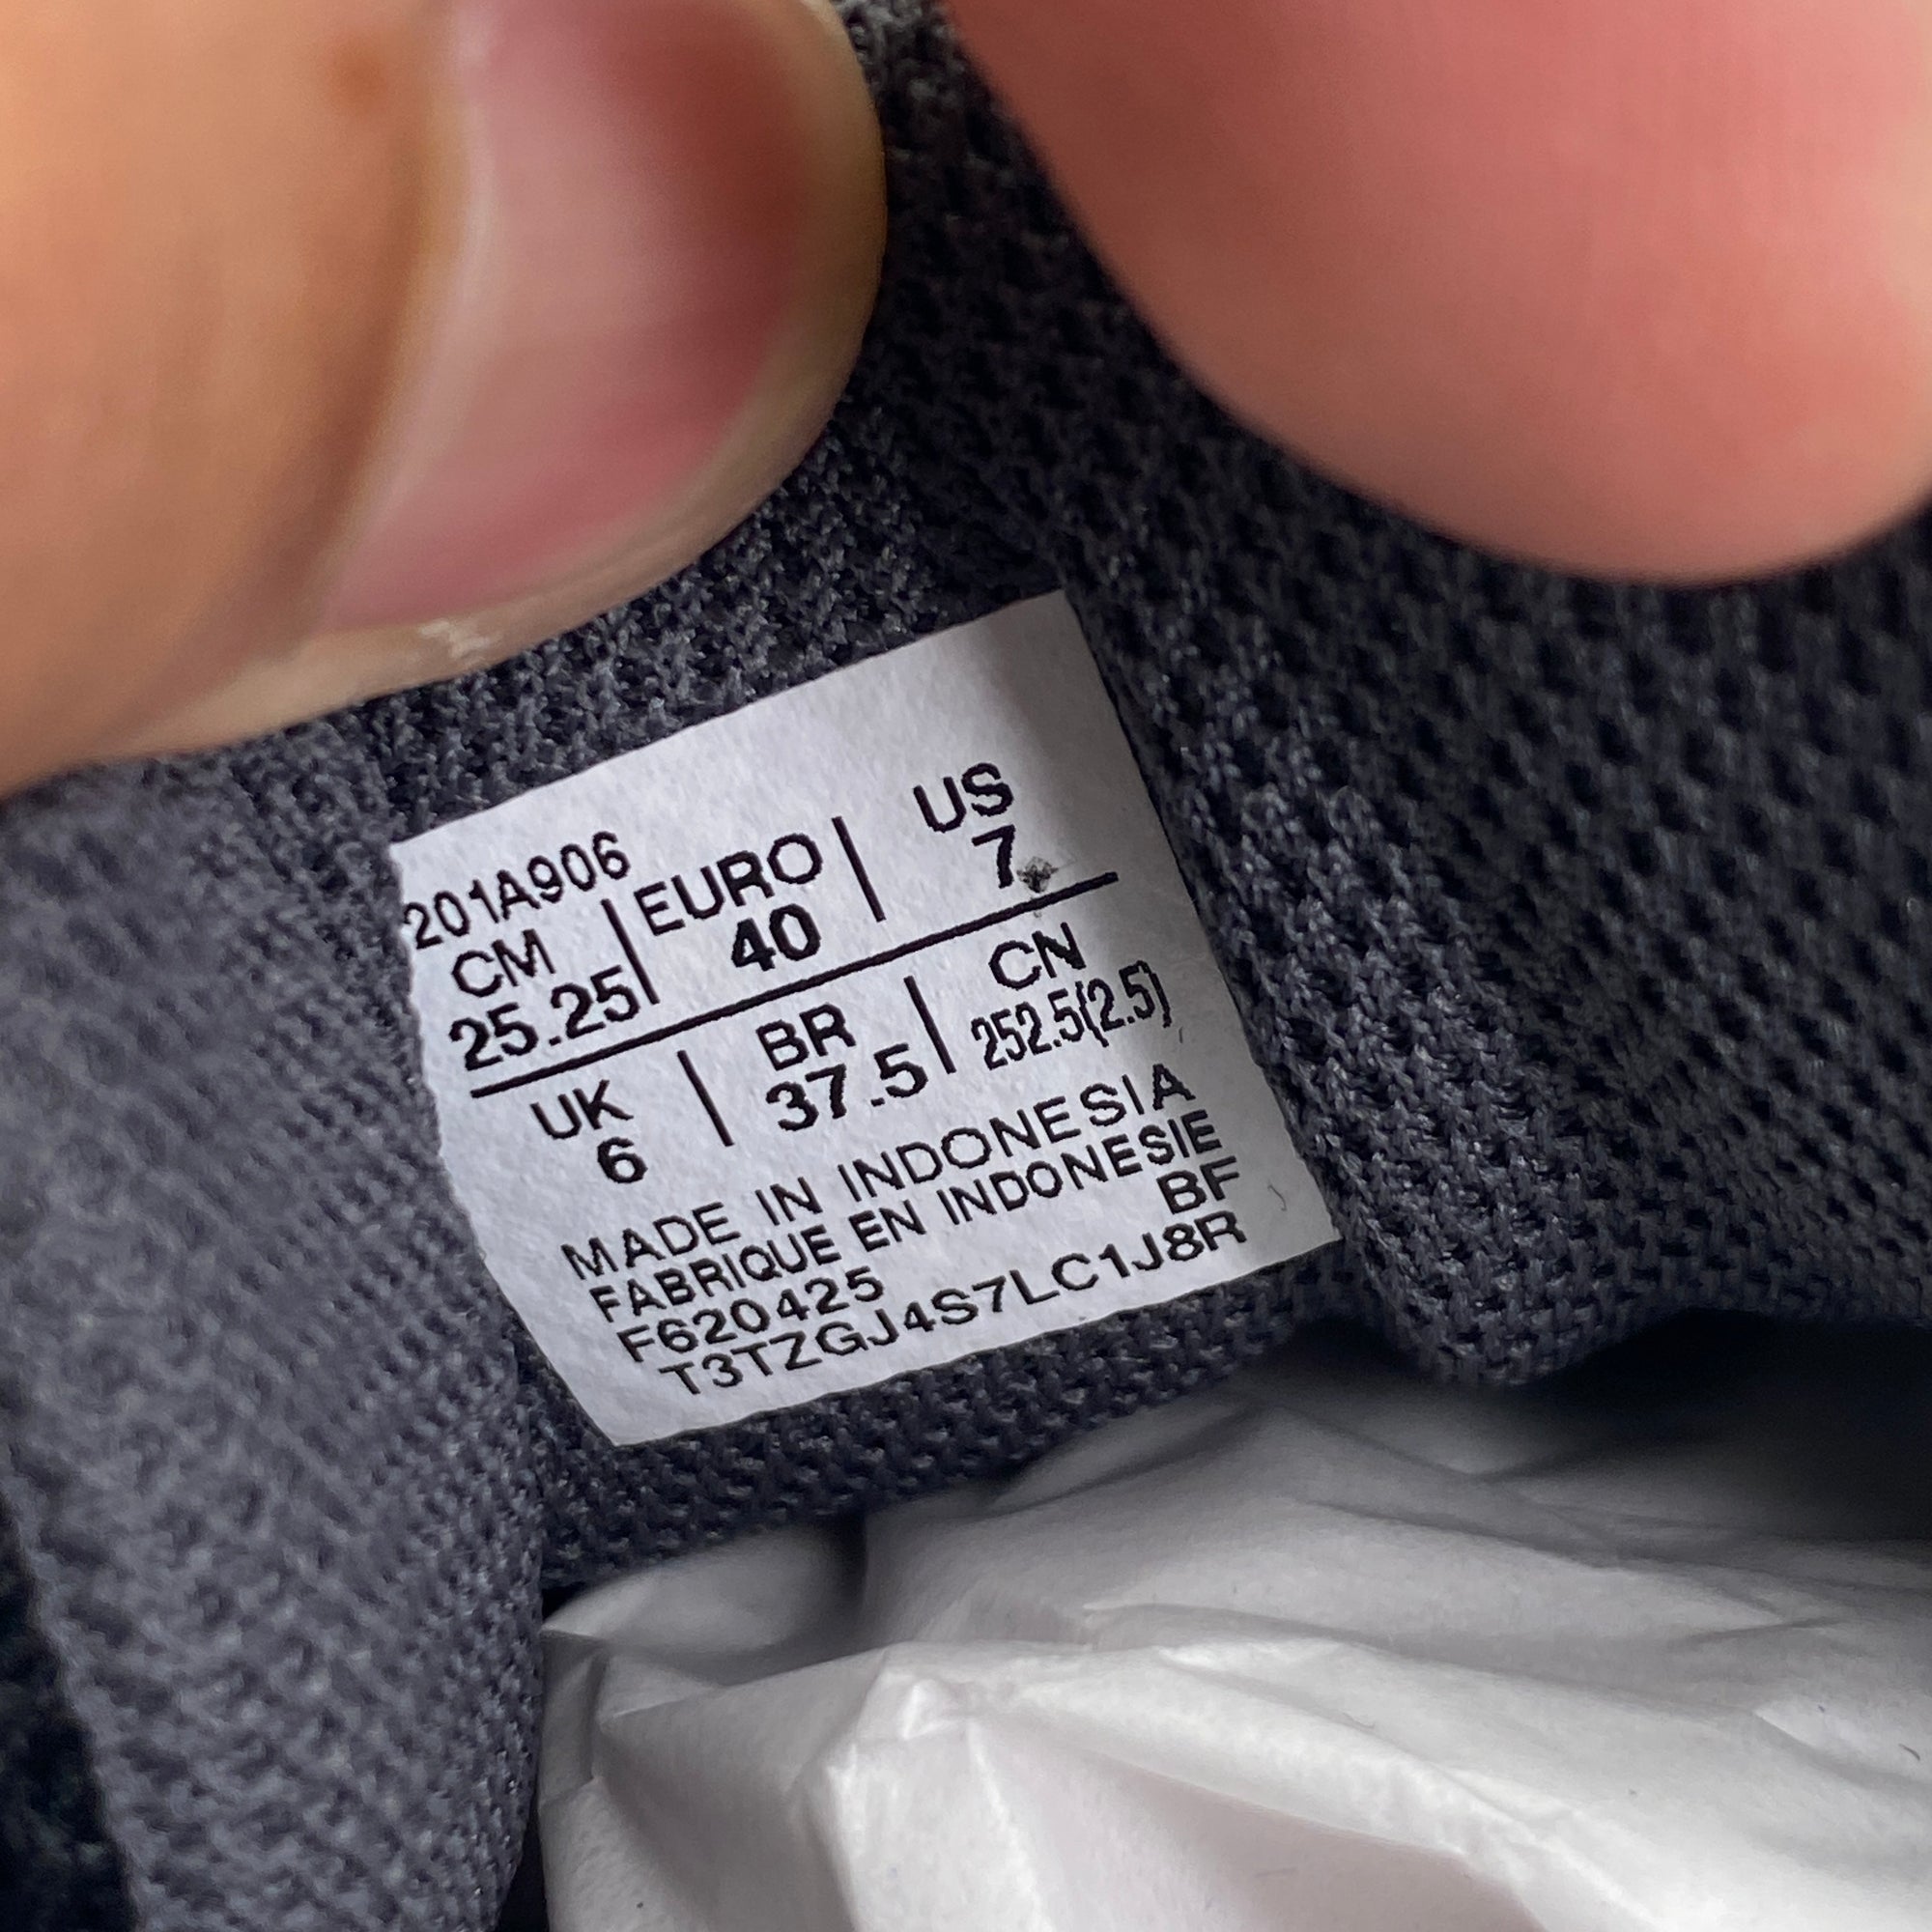 201A906
CM | EURO | US
25.25 40 7
UK | BR | CN
6 37.5 252.5(2.5)
MADE IN INDONESIA
FABRIQUE EN INDONESIE
F620425 BF
T3TZGJ4S7LC1J8R